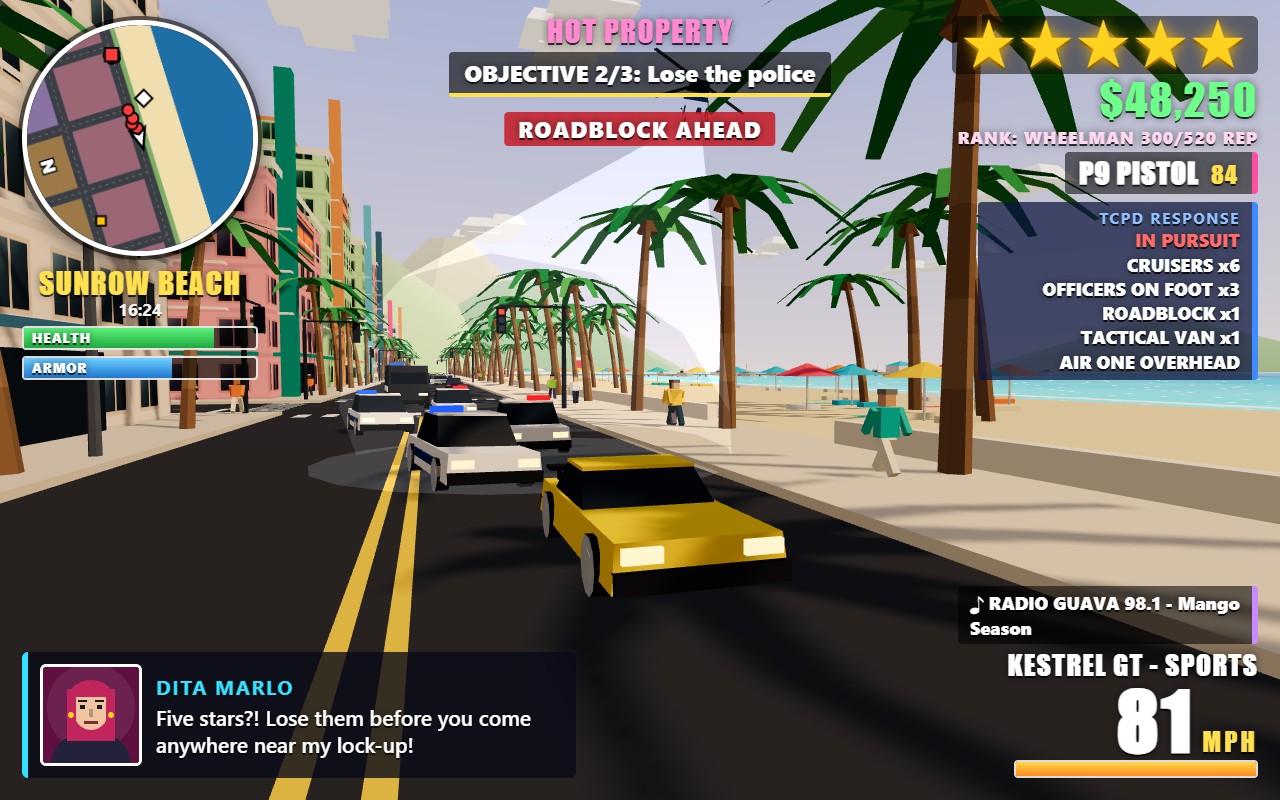 HOT PROPERTY
OBJECTIVE 2/3: Lose the police
ROADBLOCK AHEAD
N
SUNROW BEACH
16:24
HEALTH
ARMOR
$48,250
RANK: WHEELMAN 300/520 REP
P9 PISTOL 84
TCPD RESPONSE
IN PURSUIT
CRUISERS x6
OFFICERS ON FOOT x3
ROADBLOCK x1
TACTICAL VAN x1
AIR ONE OVERHEAD
DITA MARLO
Five stars?! Lose them before you come
anywhere near my lock-up!
♪ RADIO GUAVA 98.1 - Mango
Season
KESTREL GT - SPORTS
81 MPH